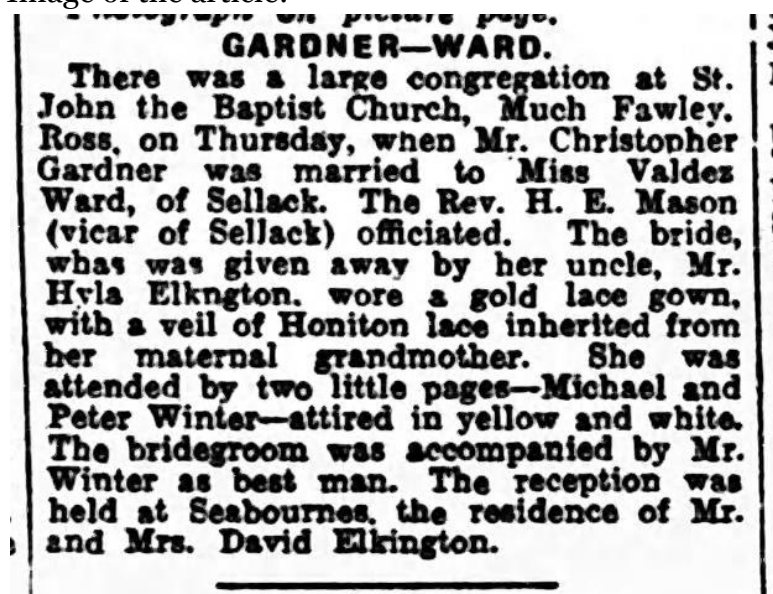 Image of the article.
Photograph on picture page.
GARDNER—WARD.
There was a large congregation at St.
John the Baptist Church, Much Fawley.
Ross, on Thursday, when Mr. Christopher
Gardner was married to Miss Valdez
Ward, of Sellack. The Rev. H. E. Mason
(vicar of Sellack) officiated. The bride,
whas was given away by her uncle, Mr.
Hyla Elkngton. wore a gold lace gown,
with a veil of Honiton lace inherited from
her maternal grandmother. She was
attended by two little pages—Michael and
Peter Winter—attired in yellow and white.
The bridegroom was accompanied by Mr.
Winter as best man. The reception was
held at Seabournes, the residence of Mr.
and Mrs. David Elkington.